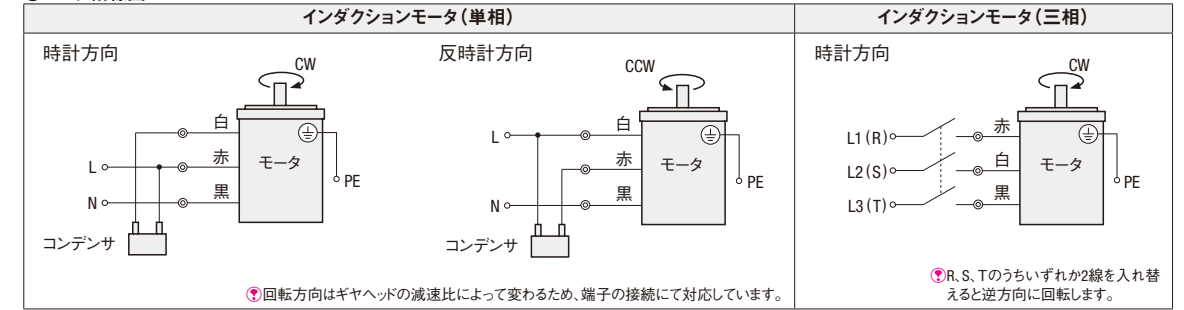 インダクションモータ（単相）
インダクションモータ（三相）
時計方向
CW
白
L
赤
モータ
PE
N
黒
コンデンサ
反時計方向
CCW
L
白
赤
モータ
PE
N
黒
コンデンサ
回転方向はギヤヘッドの減速比によって変わるため、端子の接続にて対応しています。
時計方向
CW
L1(R)
赤
L2(S)
白
モータ
PE
L3(T)
黒
R、S、Tのうちいずれか2線を入れ替
えると逆方向に回転します。